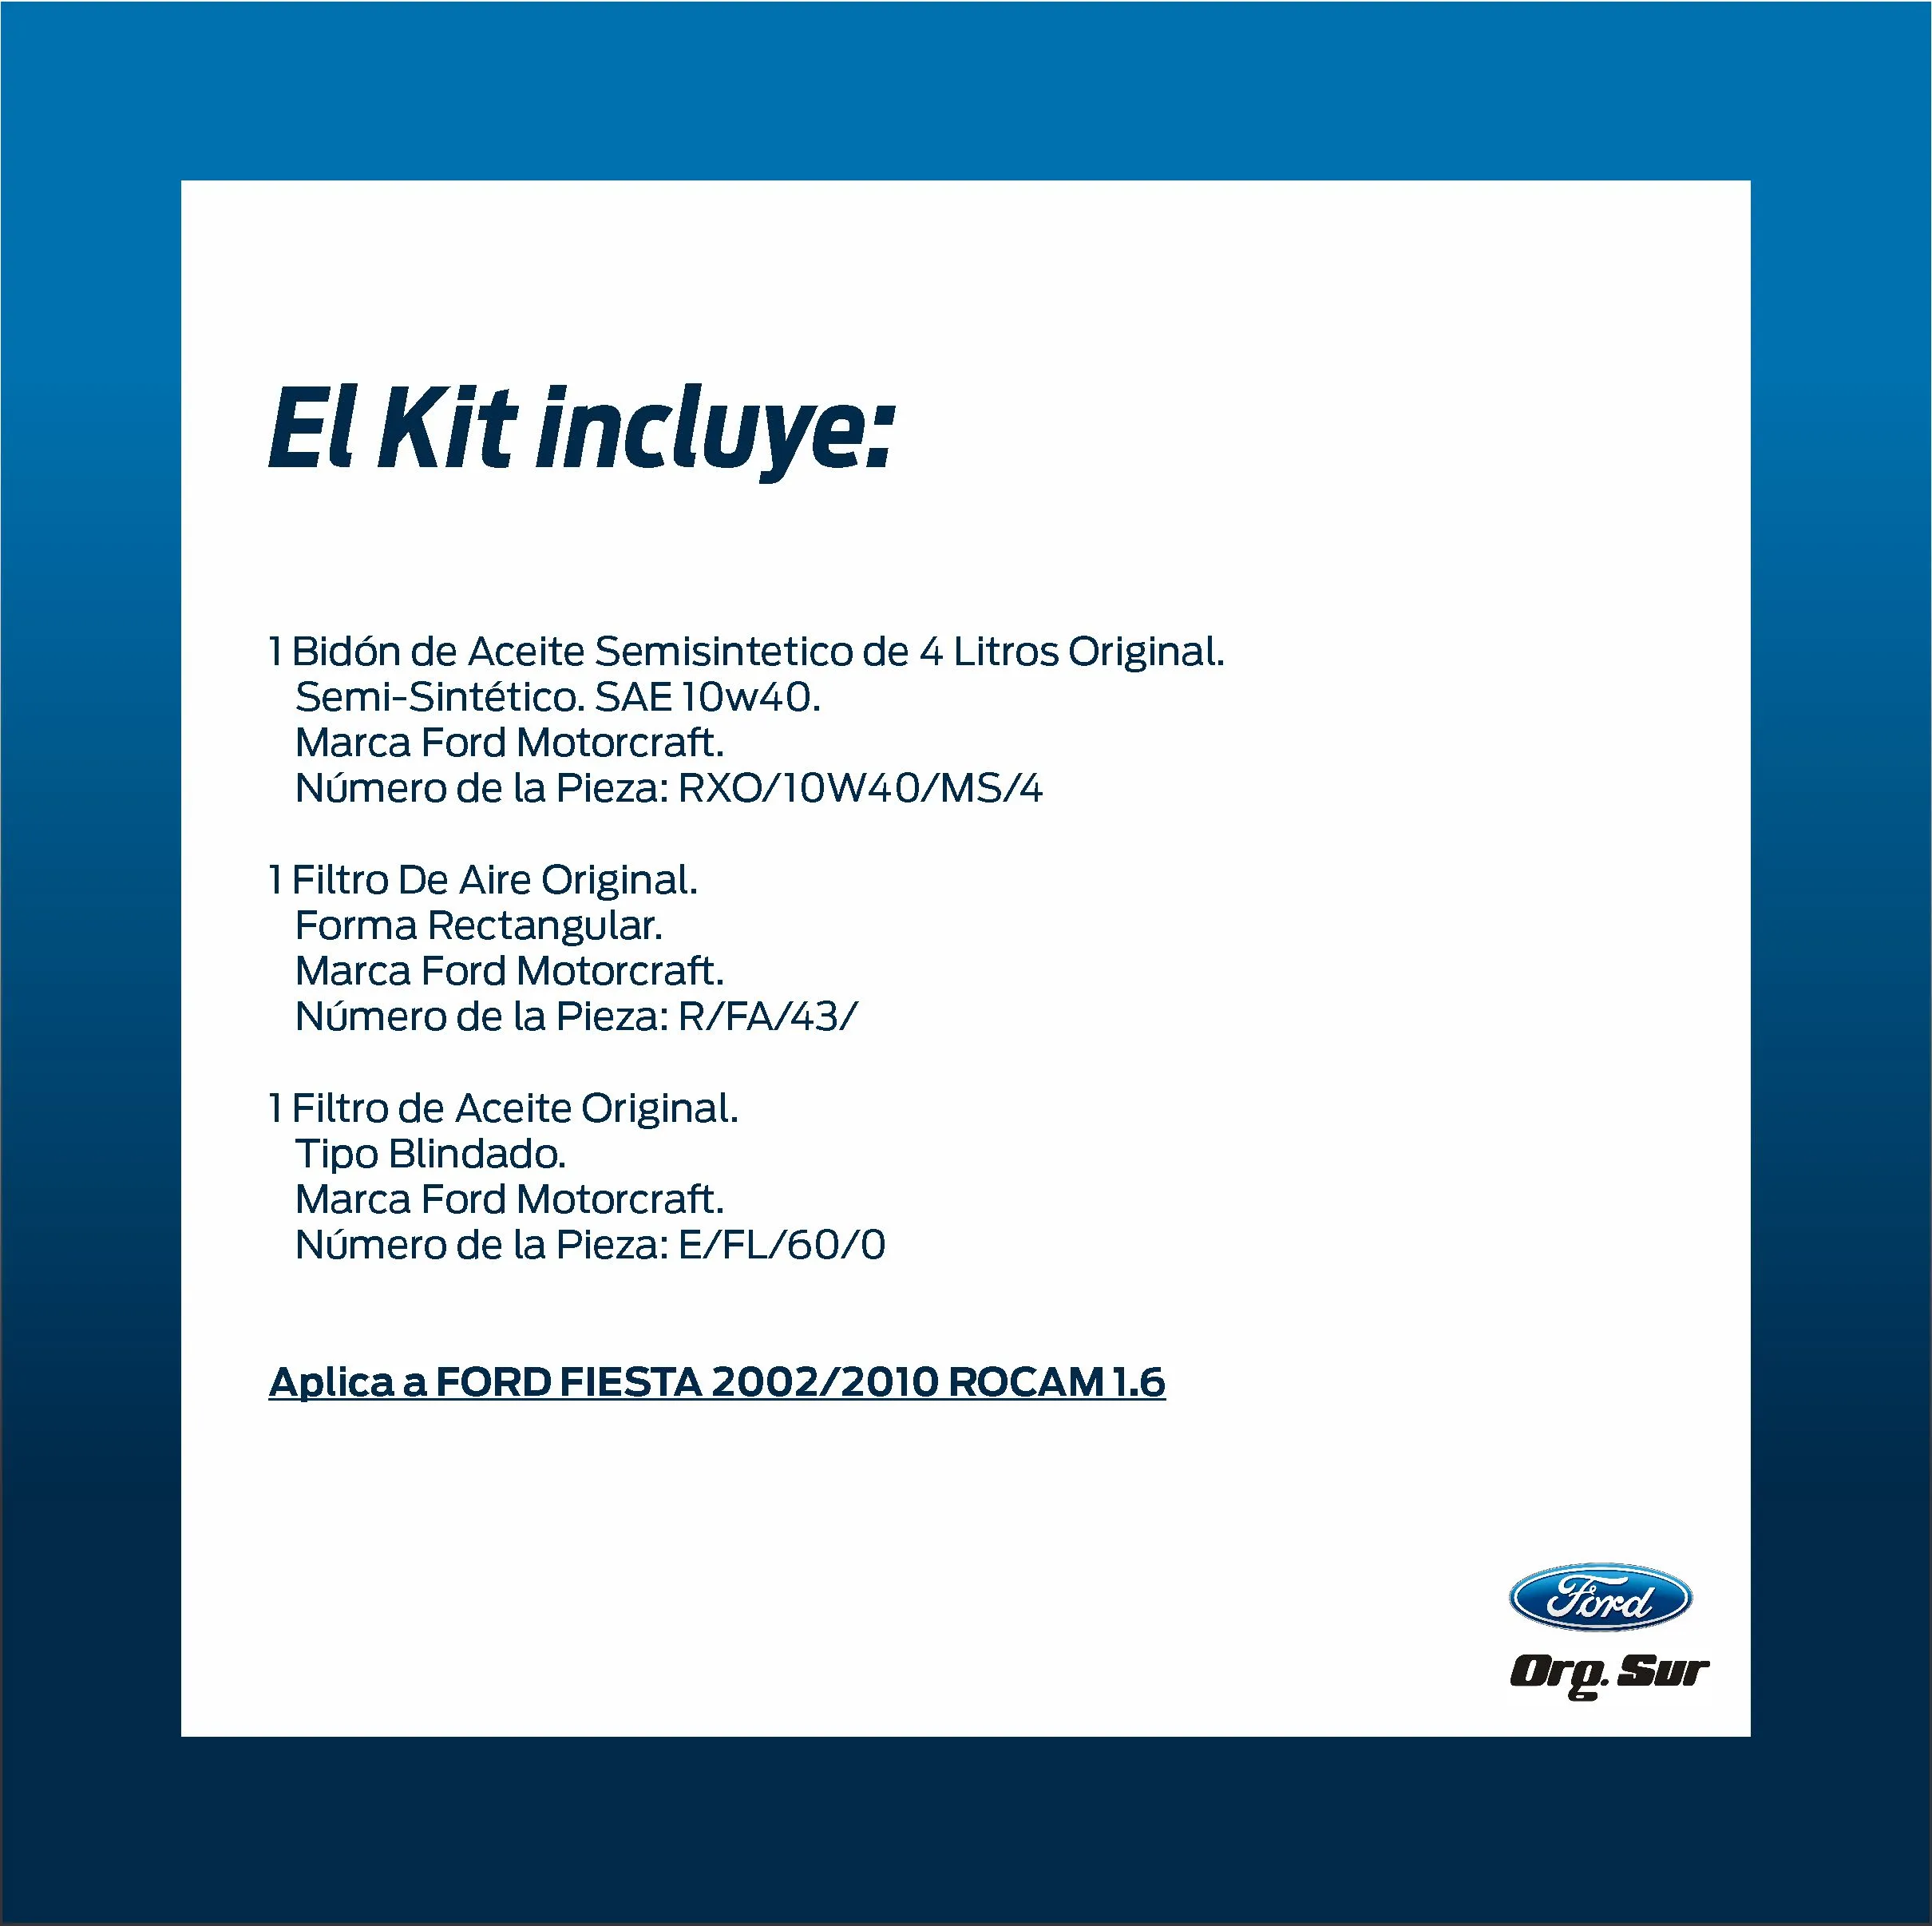 El Kit incluye:
1 Bidón de Aceite Semisintetico de 4 Litros Original.
Semi-Sintético. SAE 10w40.
Marca Ford Motorcraft.
Número de la Pieza: RXO/10W40/MS/4
1 Filtro De Aire Original.
Forma Rectangular.
Marca Ford Motorcraft.
Número de la Pieza: R/FA/43/
1 Filtro de Aceite Original.
Tipo Blindado.
Marca Ford Motorcraft.
Número de la Pieza: E/FL/60/0
Aplica a FORD FIESTA 2002/2010 ROCAM 1.6
Ford
Org. Sur